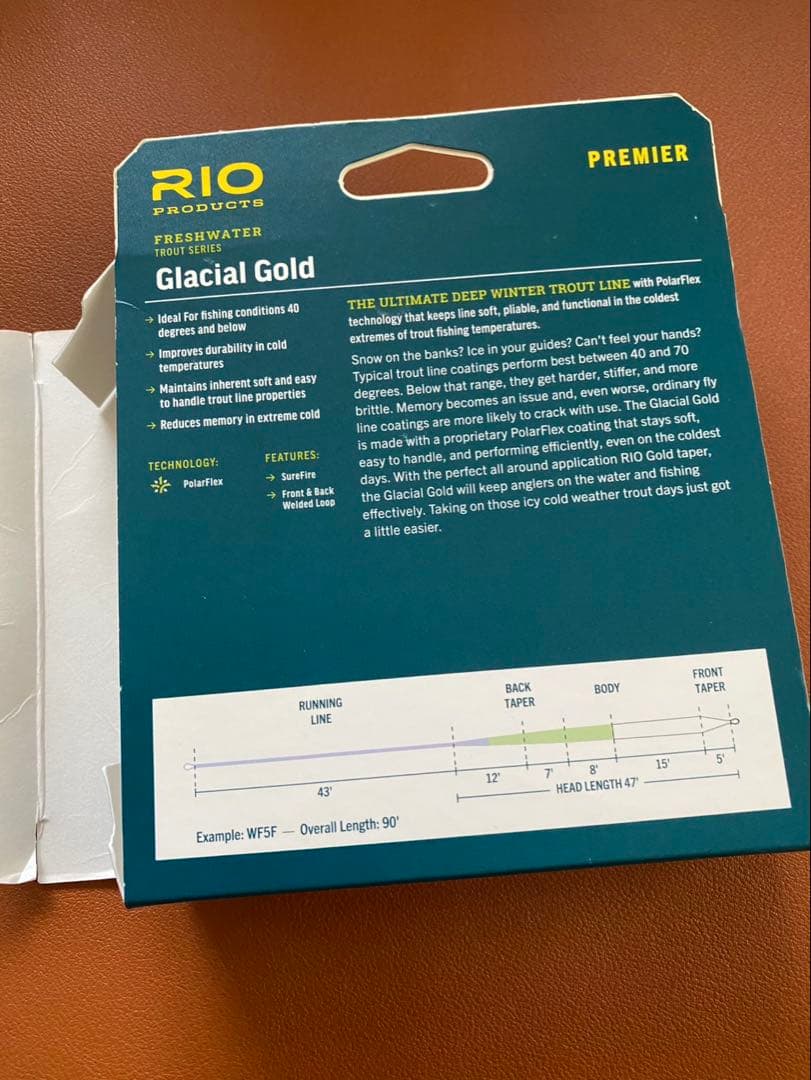 RIO
PRODUCTS
PREMIER
FRESHWATER
TROUT SERIES
Glacial Gold
→ Ideal For fishing conditions 40
degrees and below
→ Improves durability in cold
temperatures
→ Maintains inherent soft and easy
to handle trout line properties
→ Reduces memory in extreme cold
TECHNOLOGY:
PolarFlex
FEATURES:
→ SureFire
→ Front & Back
Welded Loop
THE ULTIMATE DEEP WINTER TROUT LINE with PolarFlex
technology that keeps line soft, pliable, and functional in the coldest
extremes of trout fishing temperatures.
Snow on the banks? Ice in your guides? Can't feel your hands?
Typical trout line coatings perform best between 40 and 70
degrees. Below that range, they get harder, stiffer, and more
brittle. Memory becomes an issue and, even worse, ordinary fly
line coatings are more likely to crack with use. The Glacial Gold
is made with a proprietary PolarFlex coating that stays soft,
easy to handle, and performing efficiently, even on the coldest
days. With the perfect all around application RIO Gold taper,
the Glacial Gold will keep anglers on the water and fishing
effectively. Taking on those icy cold weather trout days just got
a little easier.
RUNNING
LINE
BACK
TAPER
BODY
FRONT
TAPER
43'
12'
7'
8'
15'
5'
HEAD LENGTH 47'
Example: WF5F — Overall Length: 90'